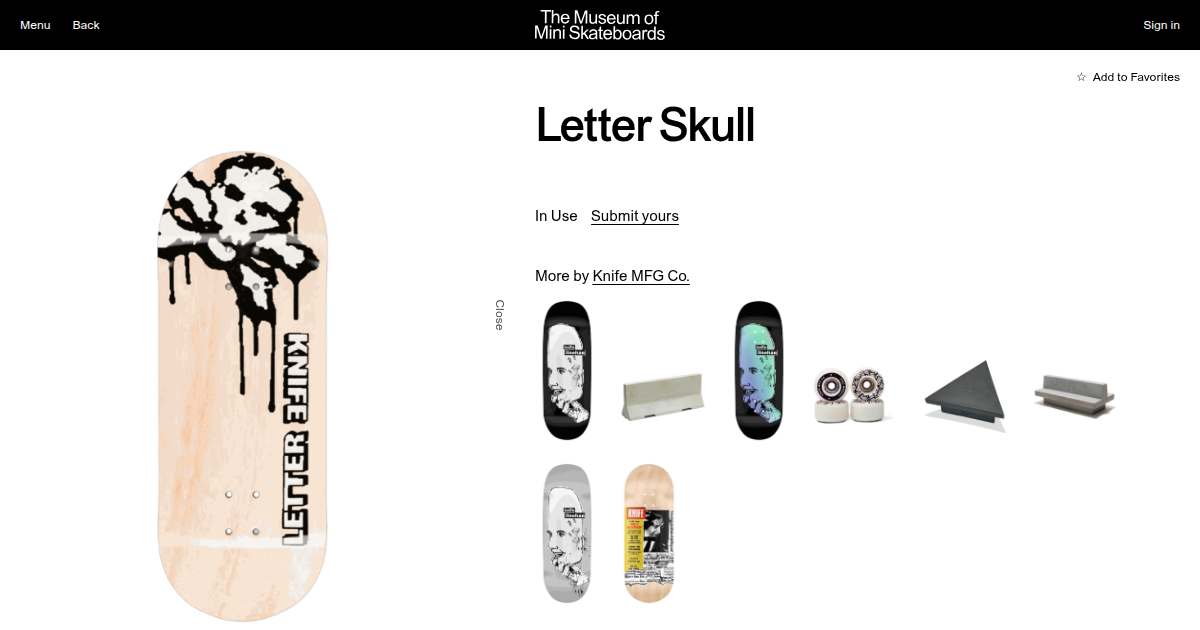 Menu
Back
The Museum of
Mini Skateboards
Sign in
☆ Add to Favorites
Letter Skull
In Use
Submit yours
More by Knife MFG Co.
Close
LETTER KNIFE
KNIFE